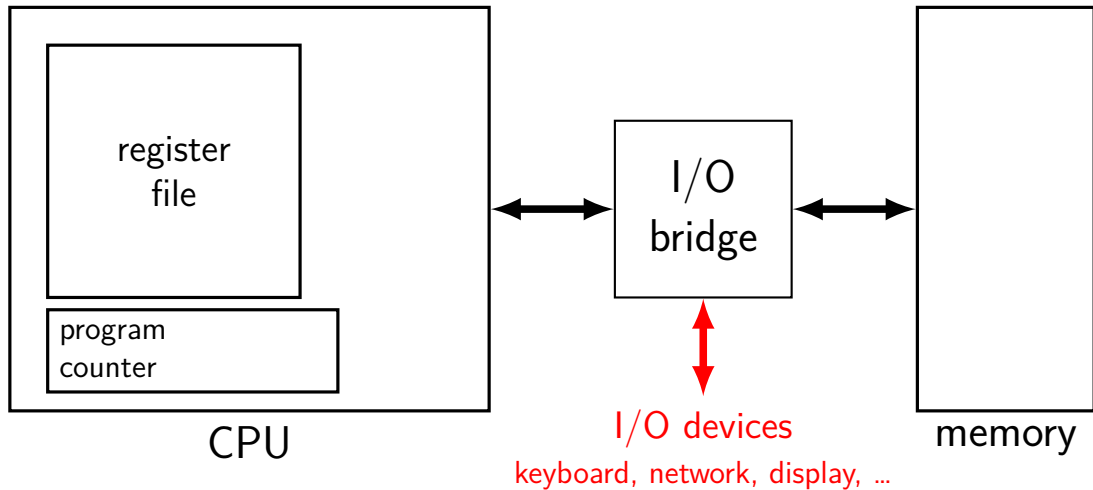 register
file
program
counter
CPU
I/O
bridge
I/O devices
keyboard, network, display, ...
memory